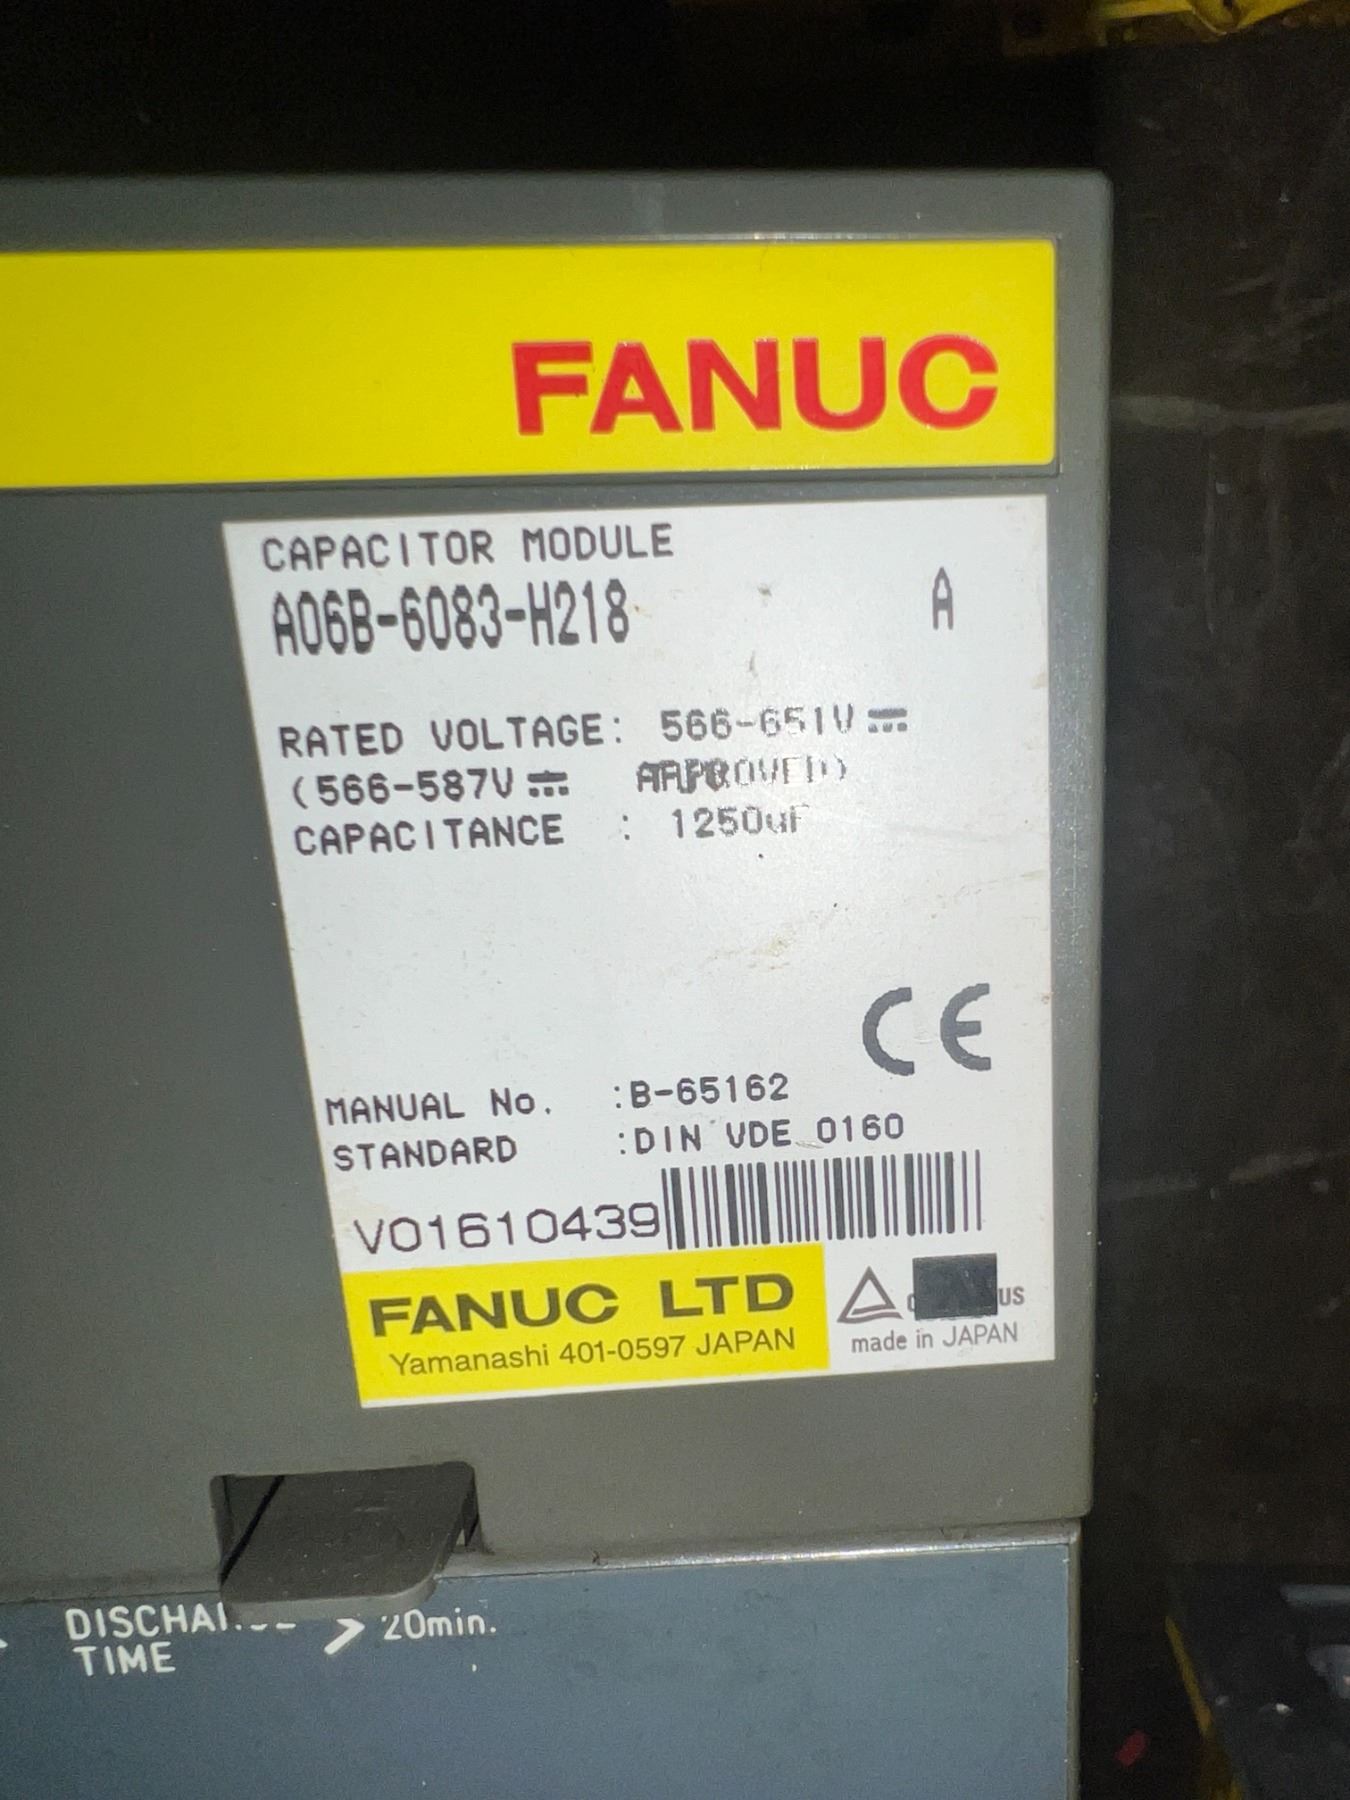 FANUC
CAPACITOR MODULE
A06B-6083-H218 A
RATED VOLTAGE: 566-651V
(566-587V APPROVED)
CAPACITANCE : 1250uF
CE
MANUAL No. :B-65162
STANDARD :DIN VDE 0160
V01610439
FANUC LTD
Yamanashi 401-0597 JAPAN
US
made in JAPAN
> 20min.
TIME